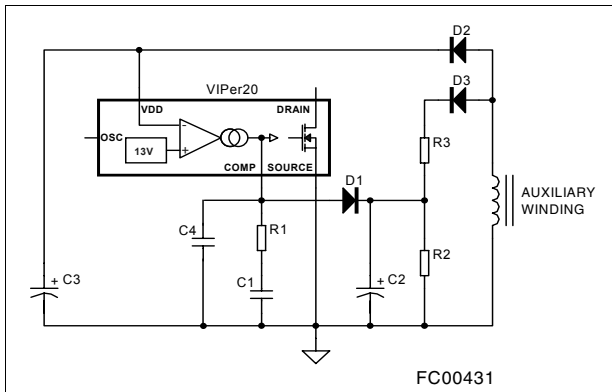 D2
VIPer20
D3
VDD
DRAIN
-
OSC
13V
+
R3
COMP
SOURCE
D1
AUXILIARY
WINDING
C4
R1
R2
+
C3
C1
+
C2
FC00431